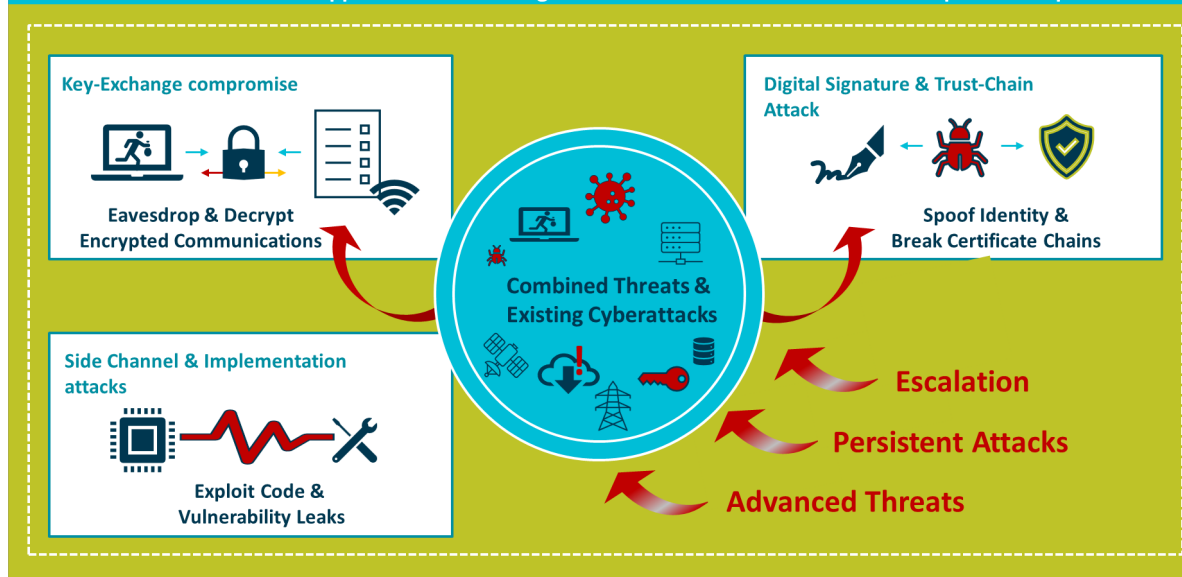 Key-Exchange compromise
Eavesdrop & Decrypt
Encrypted Communications
Digital Signature & Trust-Chain
Attack
Spoof Identity &
Break Certificate Chains
Combined Threats &
Existing Cyberattacks
Side Channel & Implementation
attacks
Exploit Code &
Vulnerability Leaks
Escalation
Persistent Attacks
Advanced Threats